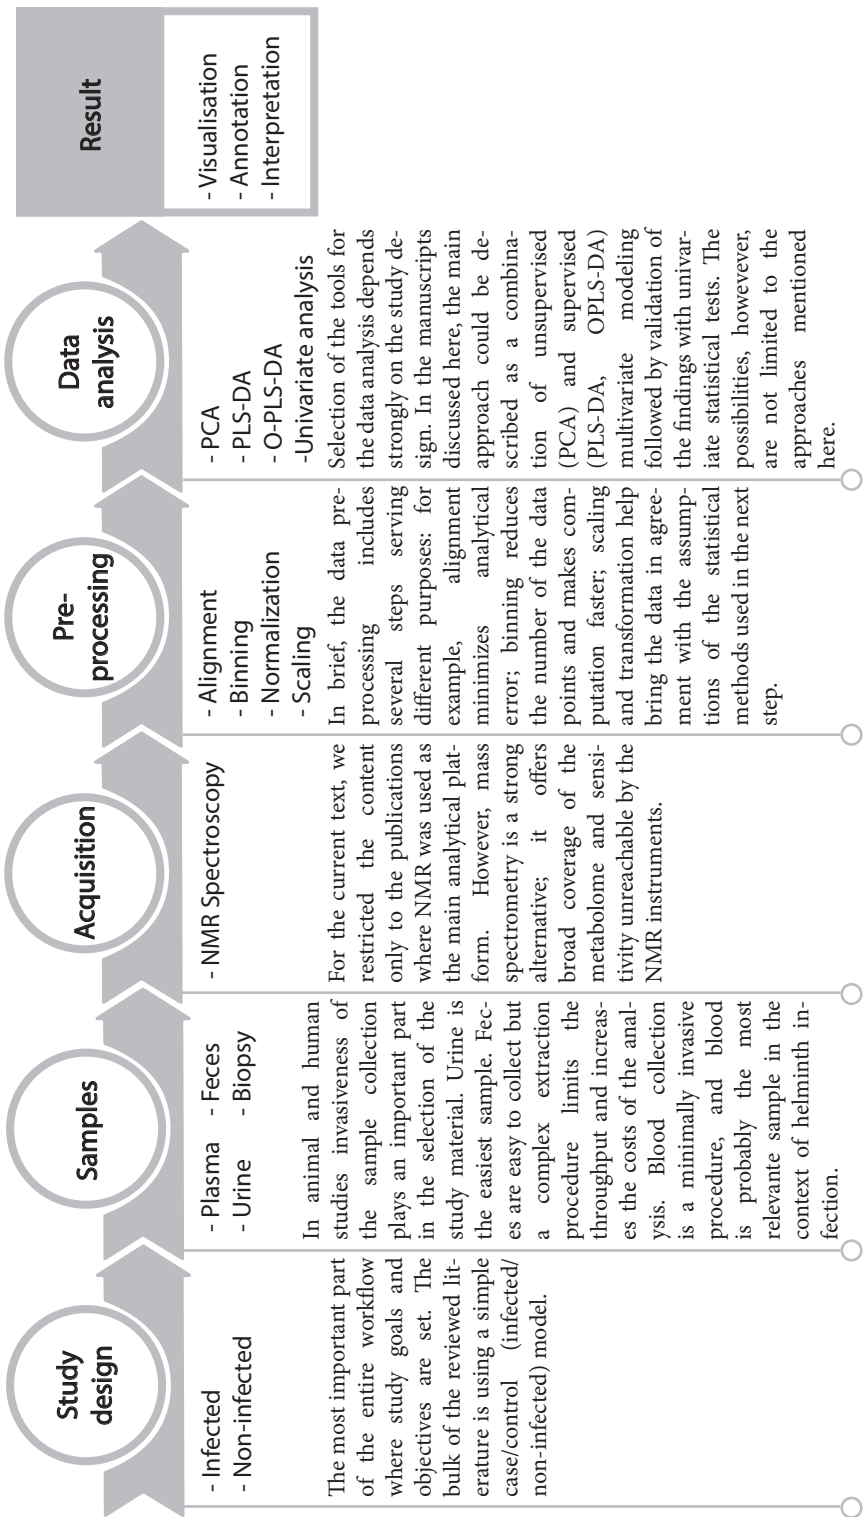 Study
design
- Infected
- Non-infected
The most important part
of the entire workflow
where study goals and
objectives are set. The
bulk of the reviewed lit-
erature is using a simple
case/control (infected/
non-infected) model.
Samples
- Plasma - Feces
- Urine - Biopsy
In animal and human
studies invasiveness of
the sample collection
plays an important part
in the selection of the
study material. Urine is
the easiest sample. Fec-
es are easy to collect but
a complex extraction
procedure limits the
throughput and increas-
es the costs of the anal-
ysis. Blood collection
is a minimally invasive
procedure, and blood
is probably the most
relevante sample in the
context of helminth in-
fection.
Acquisition
- NMR Spectroscopy
For the current text, we
restricted the content
only to the publications
where NMR was used as
the main analytical plat-
form. However, mass
spectrometry is a strong
alternative; it offers
broad coverage of the
metabolome and sensi-
tivity unreachable by the
NMR instruments.
Pre-
processing
- Alignment
- Binning
- Normalization
- Scaling
In brief, the data pre-
processing includes
several steps serving
different purposes: for
example, alignment
minimizes analytical
error; binning reduces
the number of the data
points and makes com-
putation faster; scaling
and transformation help
bring the data in agree-
ment with the assump-
tions of the statistical
methods used in the next
step.
Data
analysis
- PCA
- PLS-DA
- O-PLS-DA
-Univariate analysis
Selection of the tools for
the data analysis depends
strongly on the study de-
sign. In the manuscripts
discussed here, the main
approach could be de-
scribed as a combina-
tion of unsupervised
(PCA) and supervised
(PLS-DA, OPLS-DA)
multivariate modeling
followed by validation of
the findings with univar-
iate statistical tests. The
possibilities, howevever,
are not limited to the
approaches mentioned
here.
Result
- Visualisation
- Annotation
- Interpretation